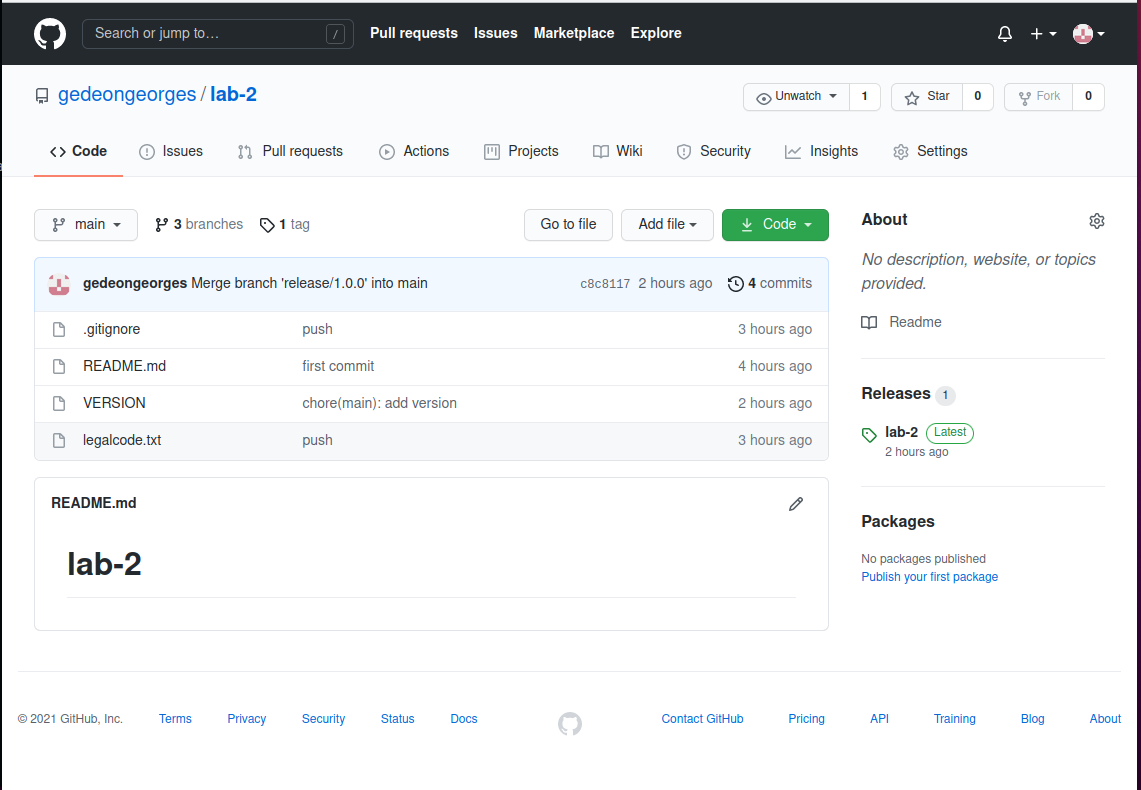 Search or jump to… / Pull requests Issues Marketplace Explore
gedeongeorges / lab-2 Unwatch 1 Star 0 Fork 0
Code Issues Pull requests Actions Projects Wiki Security Insights Settings
main 3 branches 1 tag Go to file Add file Code
gedeongeorges Merge branch 'release/1.0.0' into main c8c8117 2 hours ago 4 commits
.gitignore push 3 hours ago
README.md first commit 4 hours ago
VERSION chore(main): add version 2 hours ago
legalcode.txt push 3 hours ago
README.md
lab-2
About
No description, website, or topics
provided.
Readme
Releases 1
lab-2 Latest
2 hours ago
Packages
No packages published
Publish your first package
© 2021 GitHub, Inc. Terms Privacy Security Status Docs Contact GitHub Pricing API Training Blog About